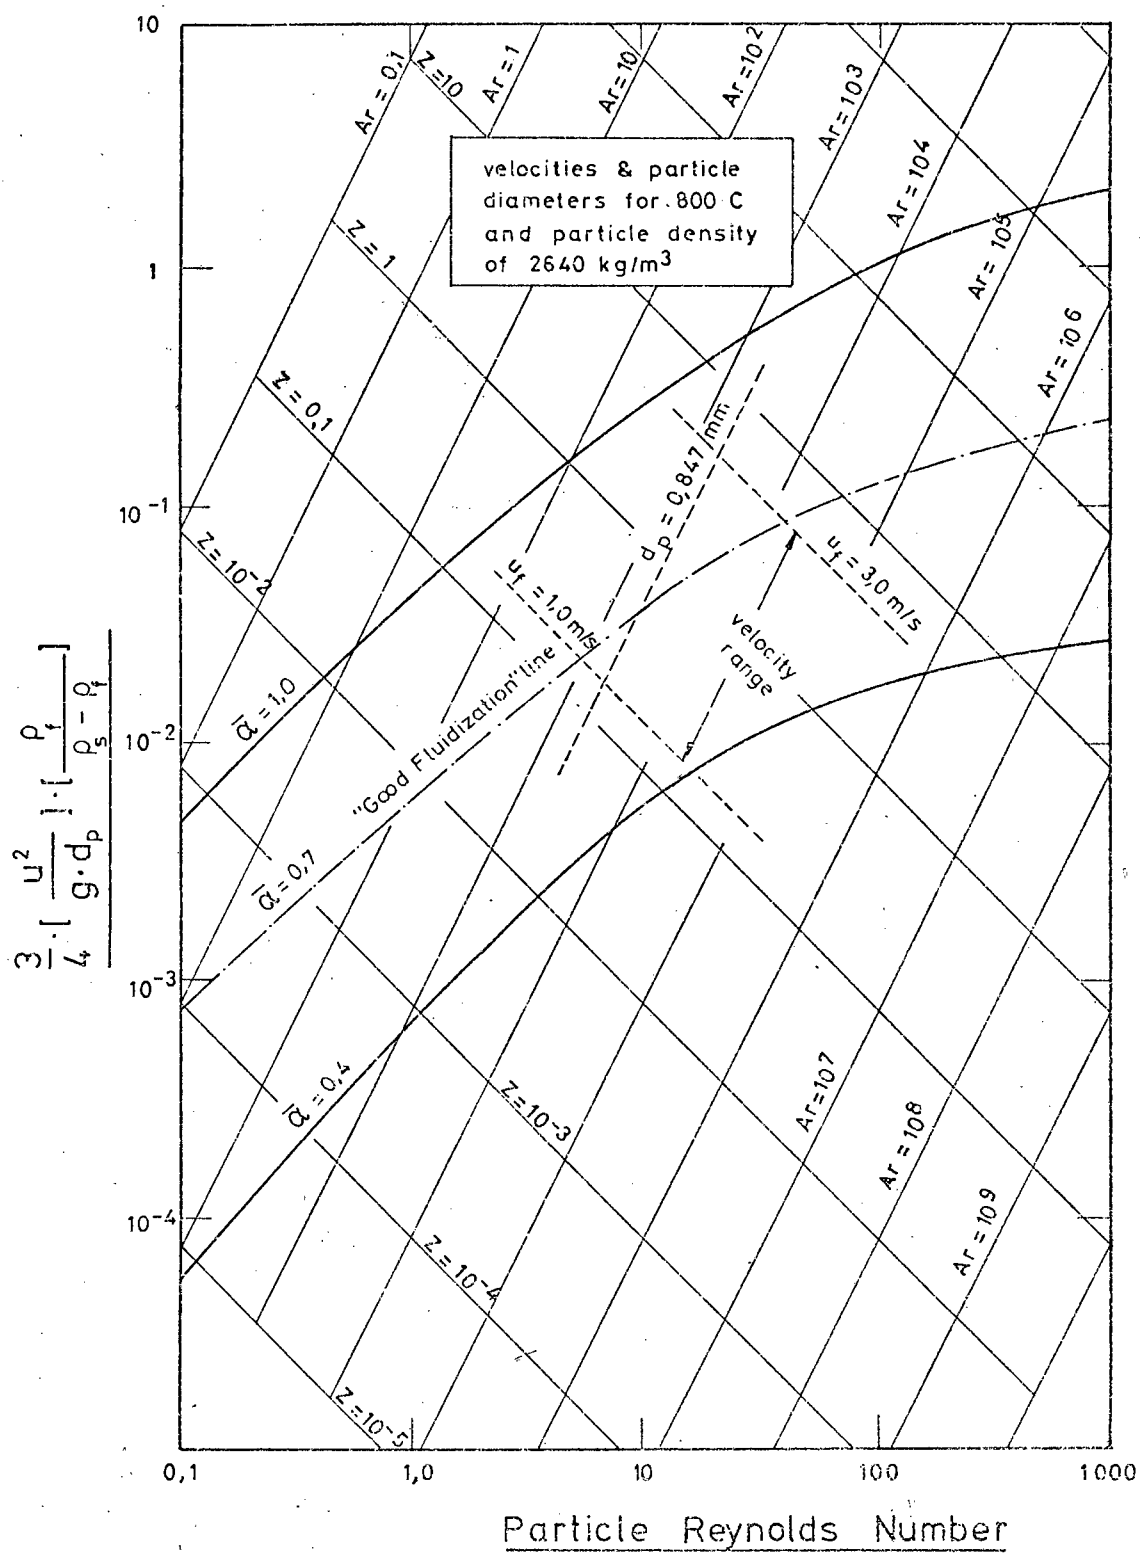 10
1
10⁻¹
10⁻²
10⁻³
10⁻⁴
0,1
1,0
10
100
1000
Particle Reynolds Number
3/4 · [ u²/g·dₚ ] · [ ρf/ρs - ρf ]
velocities & particle
diameters for 800 C
and particle density
of 2640 kg/m³
Ar = 0,1
Z = 10
Ar = 1
Ar = 10
Ar = 10²
Ar = 10³
Ar = 10⁴
Ar = 10⁵
Ar = 10⁶
Ar = 10⁷
Ar = 10⁸
Ar = 10⁹
Z = 1
Z = 0,1
Z = 10⁻²
Z = 10⁻³
Z = 10⁻⁴
Z = 10⁻⁵
dₚ = 0,847 mm
uf = 1,0 m/s
uf = 3,0 m/s
velocity
range
"Good Fluidization" line
ᾱ = 1,0
ᾱ = 0,7
ᾱ = 0,4